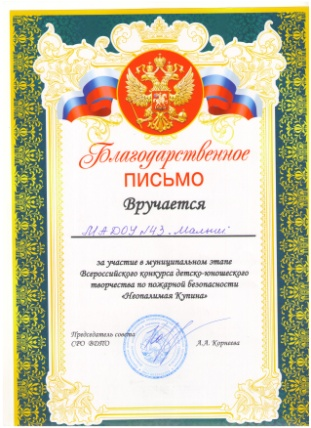 Благодарственное
ПИСЬМО
Вручается
МАДОУ №43 „Малыш"
за участие в муниципальном этапе
Всероссийского конкурса детско-юношеского
творчества по пожарной безопасности
«Неопалимая Купина»
Председатель совета
СРО ВДПО А.А. Корнеева